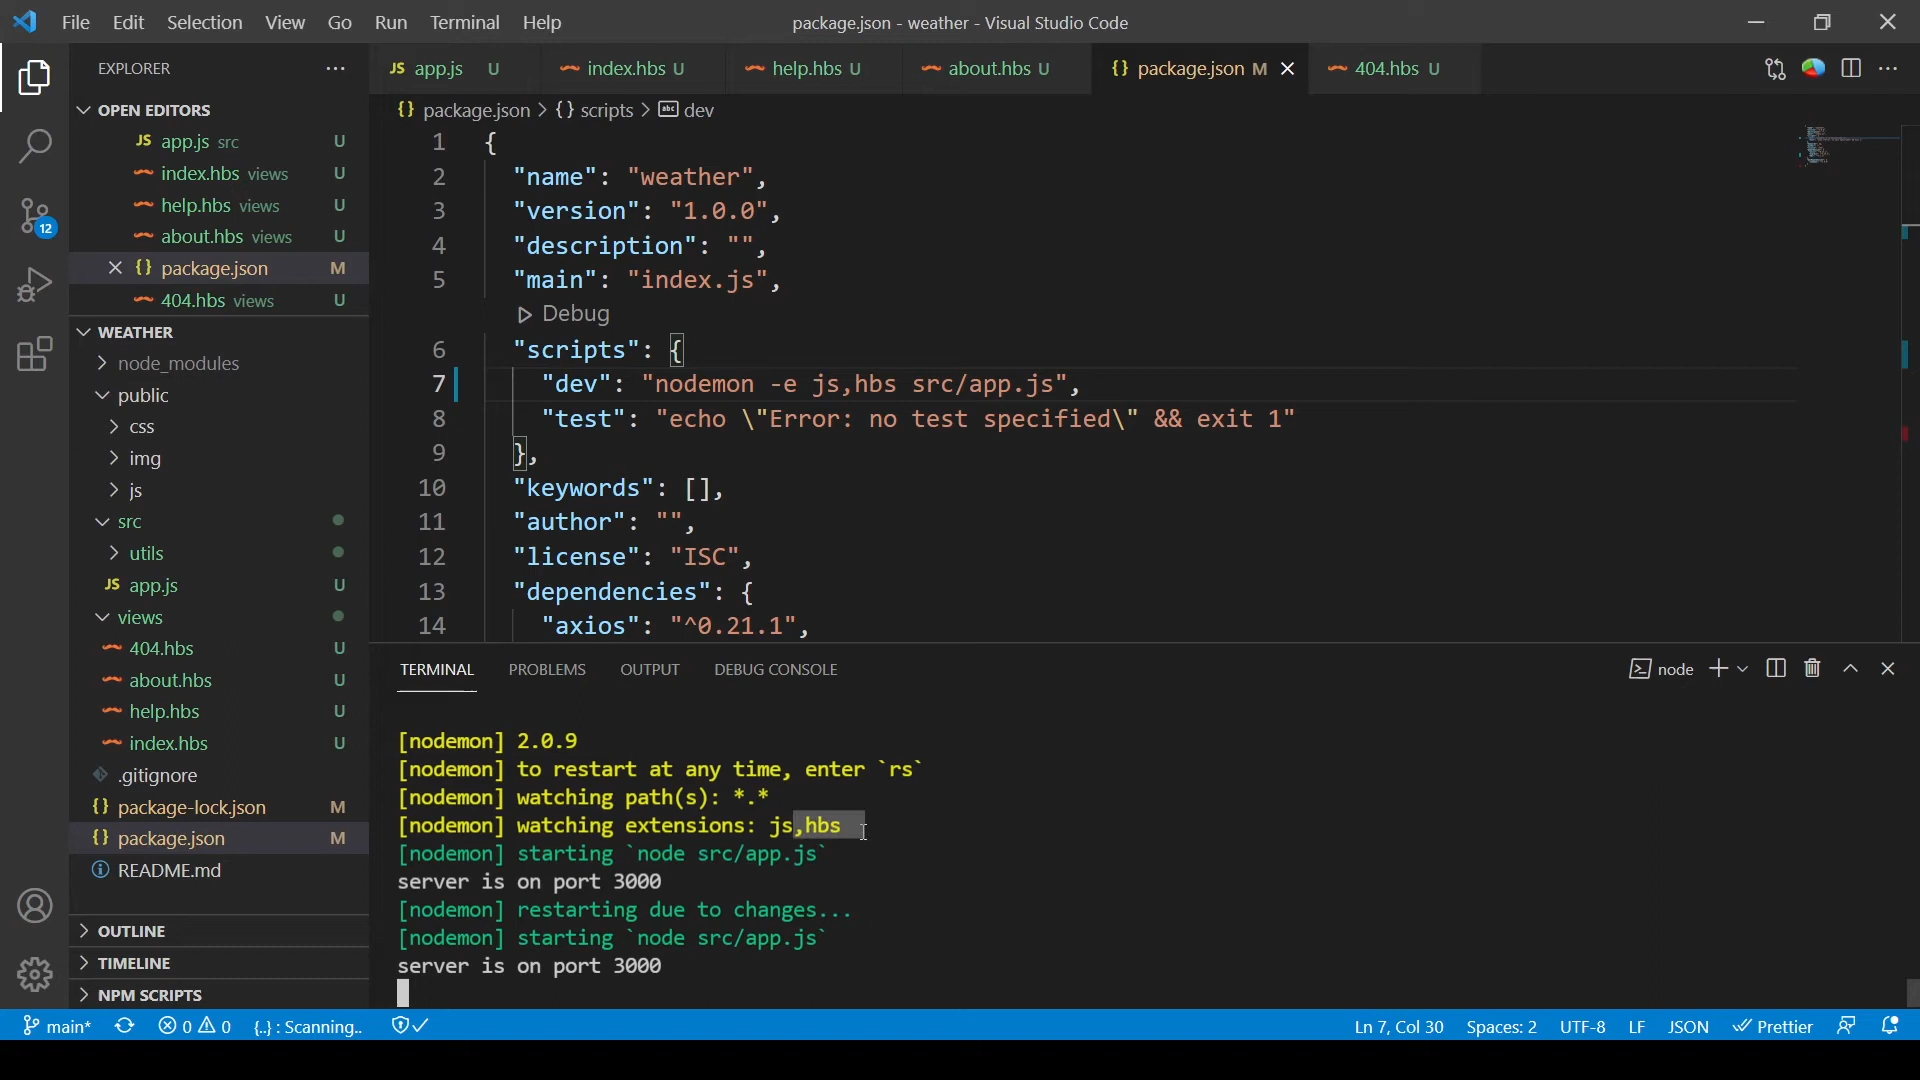 File Edit Selection View Go Run Terminal Help
package.json - weather - Visual Studio Code
EXPLORER
OPEN EDITORS
JS app.js src U
index.hbs views U
help.hbs views U
about.hbs views U
{} package.json M
404.hbs views U
WEATHER
node_modules
public
css
img
js
src
utils
JS app.js U
views
404.hbs U
about.hbs U
help.hbs U
index.hbs U
.gitignore
{} package-lock.json M
{} package.json M
README.md
OUTLINE
TIMELINE
NPM SCRIPTS
12
JS app.js U index.hbs U help.hbs U about.hbs U {} package.json M 404.hbs U
{} package.json > {} scripts > abc dev
1 {
2 "name": "weather",
3 "version": "1.0.0",
4 "description": "",
5 "main": "index.js",
Debug
6 "scripts": {
7 "dev": "nodemon -e js,hbs src/app.js",
8 "test": "echo \"Error: no test specified\" && exit 1"
9 },
10 "keywords": [],
11 "author": "",
12 "license": "ISC",
13 "dependencies": {
14 "axios": "^0.21.1",
TERMINAL PROBLEMS OUTPUT DEBUG CONSOLE
node
[nodemon] 2.0.9
[nodemon] to restart at any time, enter `rs`
[nodemon] watching path(s): *.*
[nodemon] watching extensions: js,hbs
[nodemon] starting `node src/app.js`
server is on port 3000
[nodemon] restarting due to changes...
[nodemon] starting `node src/app.js`
server is on port 3000
main* 0 0 {..} : Scanning..
Ln 7, Col 30 Spaces: 2 UTF-8 LF JSON Prettier